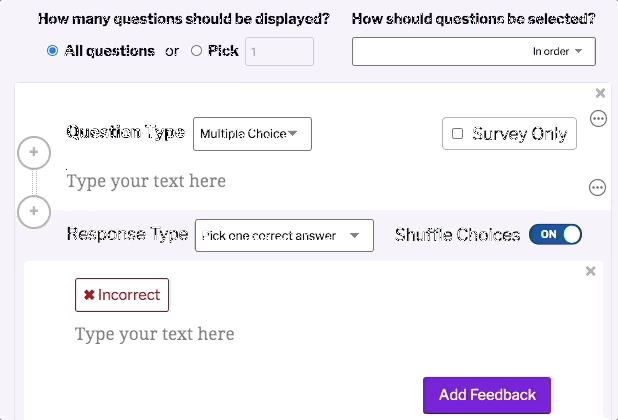 How many questions should be displayed? How should questions be selected?
All questions or Pick 1 In order
Question Type Multiple Choice Survey Only
Type your text here
Response Type Pick one correct answer Shuffle Choices ON
Incorrect
Type your text here
Add Feedback